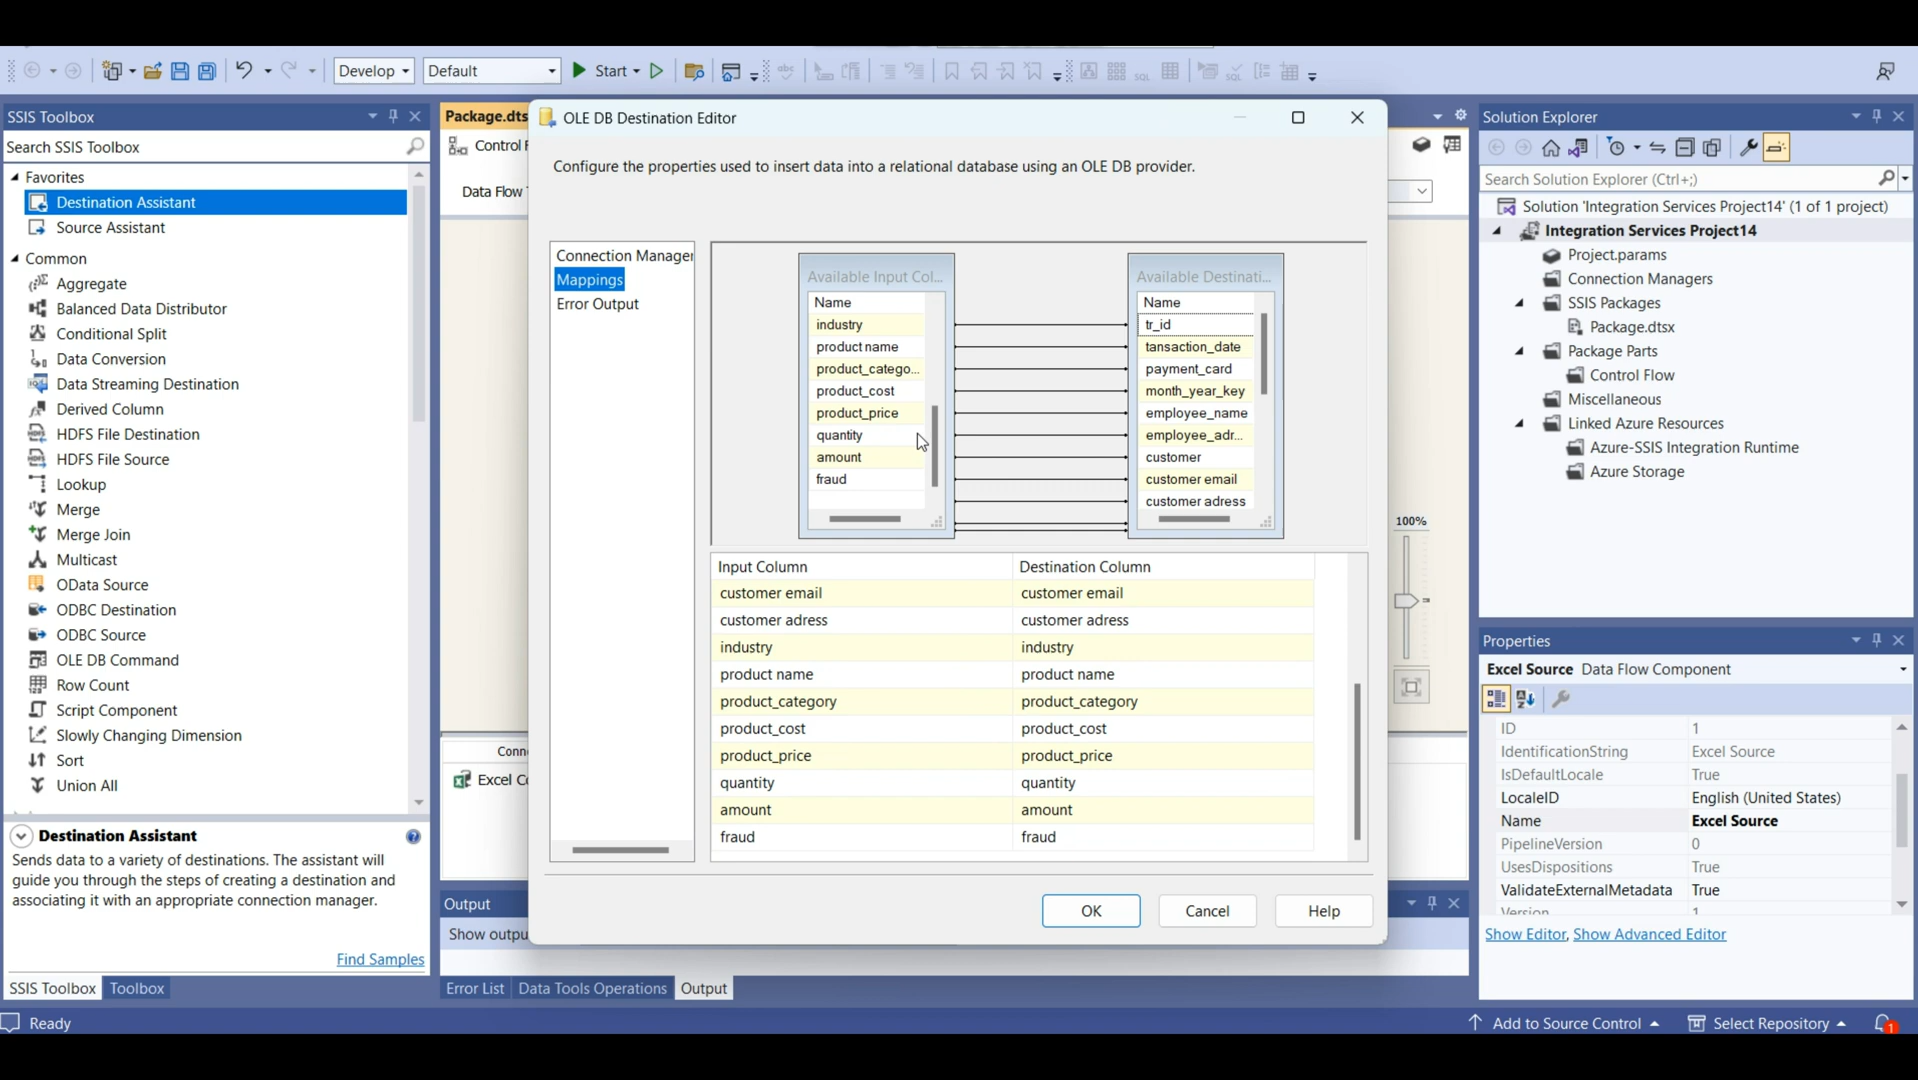 Develop
Default
Start
SSIS Toolbox
Search SSIS Toolbox
Favorites
Destination Assistant
Source Assistant
Common
Aggregate
Balanced Data Distributor
Conditional Split
Data Conversion
Data Streaming Destination
Derived Column
HDFS File Destination
HDFS File Source
Lookup
Merge
Merge Join
Multicast
OData Source
ODBC Destination
ODBC Source
OLE DB Command
Row Count
Script Component
Slowly Changing Dimension
Sort
Union All
Destination Assistant
Sends data to a variety of destinations. The assistant will
guide you through the steps of creating a destination and
associating it with an appropriate connection manager.
Find Samples
SSIS Toolbox
Toolbox
Package.dts
Control F
Data Flow
Conn
Excel Co
100%
Output
Show outpu
Error List
Data Tools Operations
Output
OLE DB Destination Editor
Configure the properties used to insert data into a relational database using an OLE DB provider.
Connection Manager
Mappings
Error Output
Available Input Col...
Name
industry
product name
product_catego...
product_cost
product_price
quantity
amount
fraud
Available Destinati...
Name
tr_id
tansaction_date
payment_card
month_year_key
employee_name
employee_adr...
customer
customer email
customer adress
Input Column Destination Column
customer email customer email
customer adress customer adress
industry industry
product name product name
product_category product_category
product_cost product_cost
product_price product_price
quantity quantity
amount amount
fraud fraud
OK
Cancel
Help
Solution Explorer
Search Solution Explorer (Ctrl+;)
Solution 'Integration Services Project14' (1 of 1 project)
Integration Services Project14
Project.params
Connection Managers
SSIS Packages
Package.dtsx
Package Parts
Control Flow
Miscellaneous
Linked Azure Resources
Azure-SSIS Integration Runtime
Azure Storage
Properties
Excel Source Data Flow Component
ID 1
IdentificationString Excel Source
IsDefaultLocale True
LocaleID English (United States)
Name Excel Source
PipelineVersion 0
UsesDispositions True
ValidateExternalMetadata True
Version 1
Show Editor, Show Advanced Editor
Ready
Add to Source Control
Select Repository
1